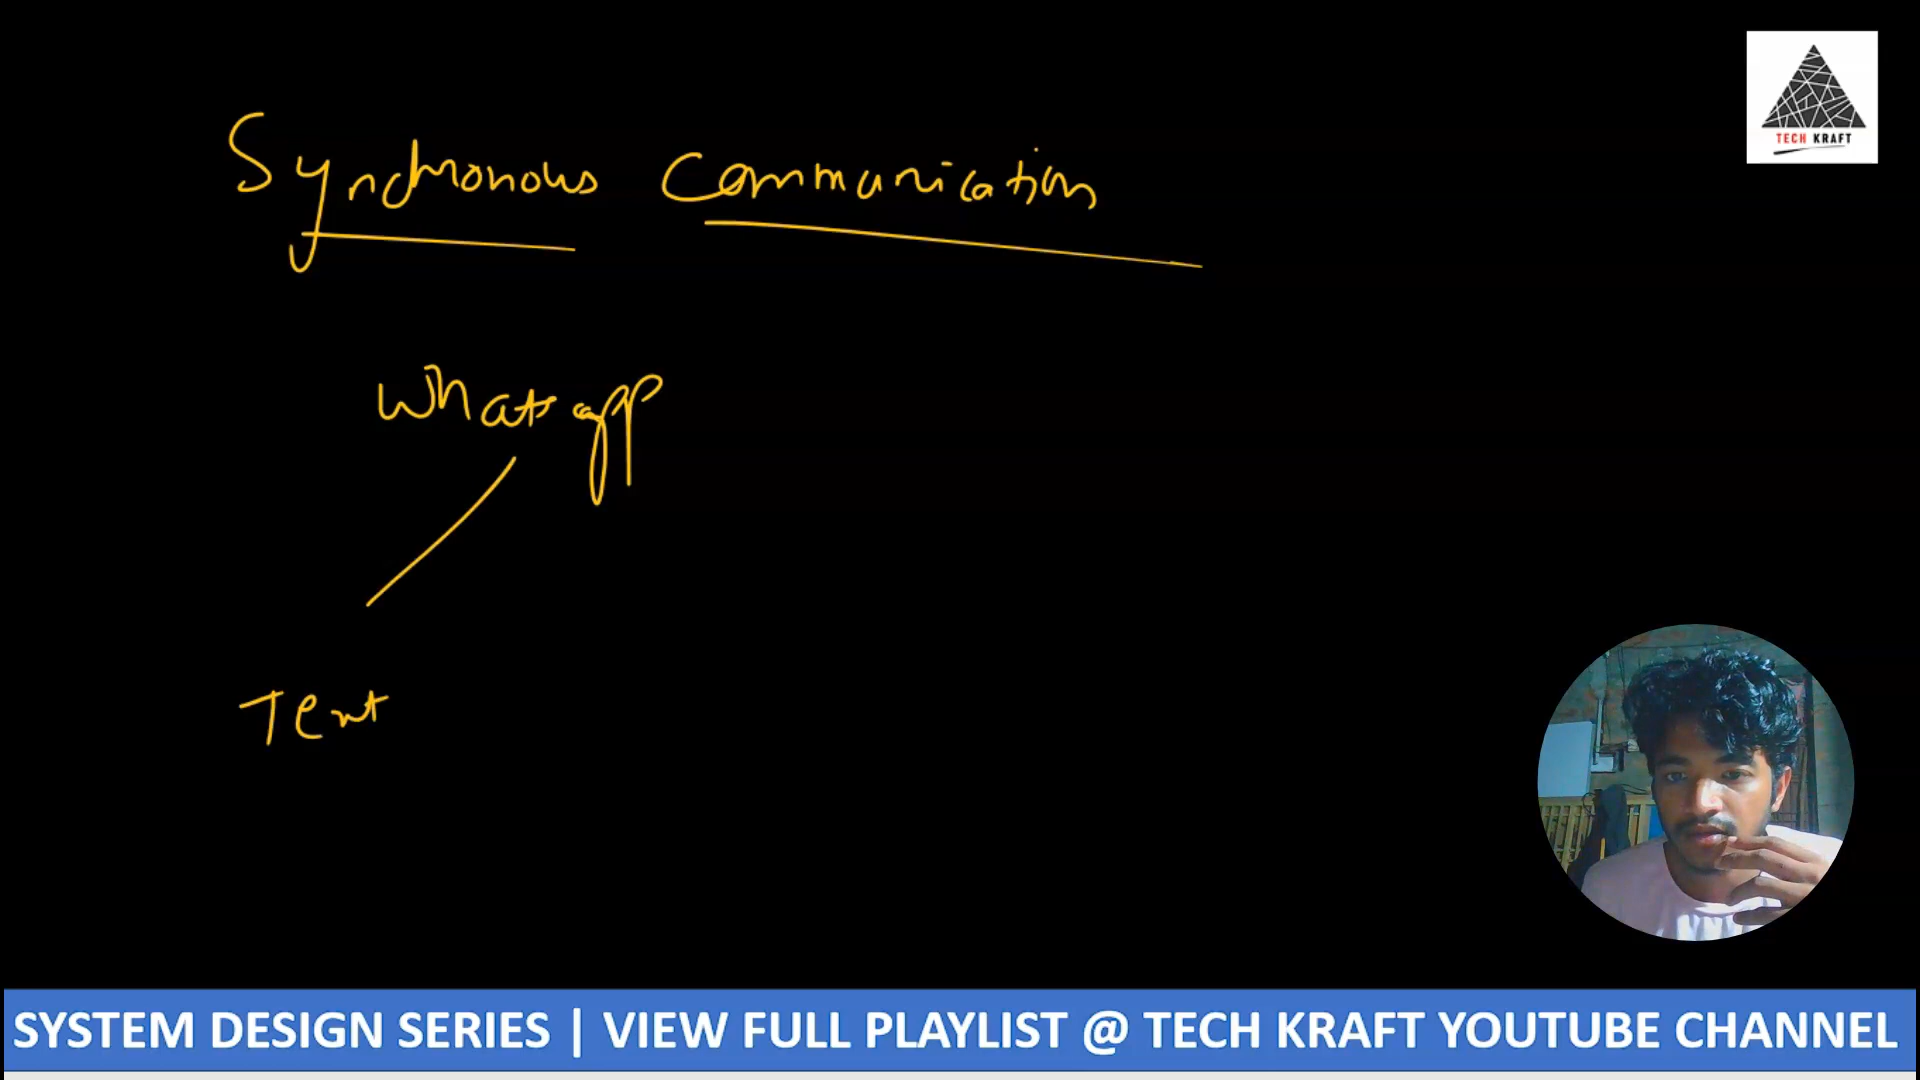 TECH KRAFT
Synchronous Communication
Whatsapp
Text
SYSTEM DESIGN SERIES | VIEW FULL PLAYLIST @ TECH KRAFT YOUTUBE CHANNEL